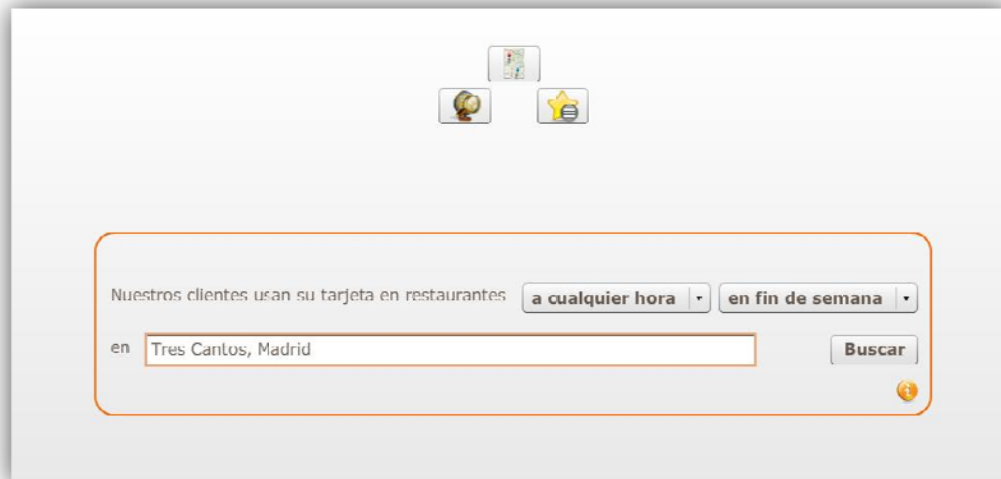 Nuestros clientes usan su tarjeta en restaurantes a cualquier hora en fin de semana
en Tres Cantos, Madrid Buscar